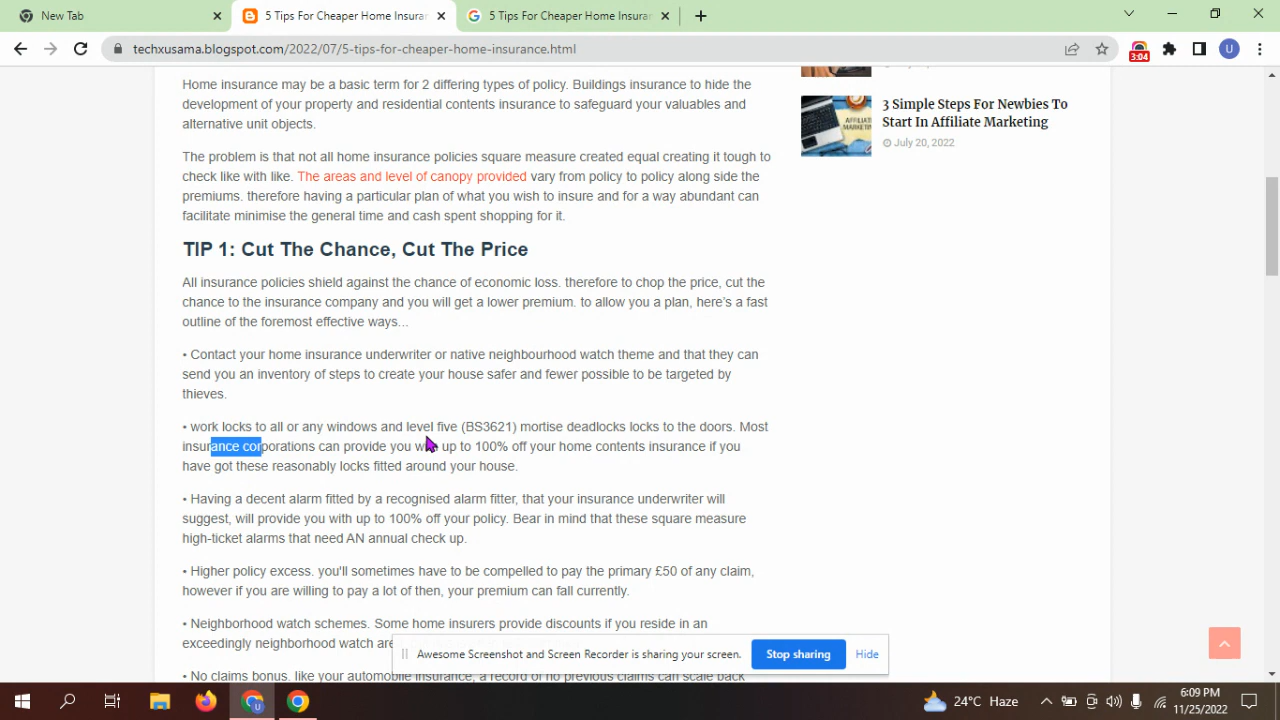 New Tab
5 Tips For Cheaper Home Insurar
5 Tips For Cheaper Home Insurar
techxusama.blogspot.com/2022/07/5-tips-for-cheaper-home-insurance.html
3:04
U
Home insurance may be a basic term for 2 differing types of policy. Buildings insurance to hide the
development of your property and residential contents insurance to safeguard your valuables and
alternative unit objects.
The problem is that not all home insurance policies square measure created equal creating it tough to
check like with like. The areas and level of canopy provided vary from policy to policy along side the
premiums. therefore having a particular plan of what you wish to insure and for a way abundant can
facilitate minimise the general time and cash spent shopping for it.
TIP 1: Cut The Chance, Cut The Price
All insurance policies shield against the chance of economic loss. therefore to chop the price, cut the
chance to the insurance company and you will get a lower premium. to allow you a plan, here's a fast
outline of the foremost effective ways...
• Contact your home insurance underwriter or native neighbourhood watch theme and that they can
send you an inventory of steps to create your house safer and fewer possible to be targeted by
thieves.
• work locks to all or any windows and level five (BS3621) mortise deadlocks locks to the doors. Most
insurance corporations can provide you with up to 100% off your home contents insurance if you
have got these reasonably locks fitted around your house.
• Having a decent alarm fitted by a recognised alarm fitter, that your insurance underwriter will
suggest, will provide you with up to 100% off your policy. Bear in mind that these square measure
high-ticket alarms that need AN annual check up.
• Higher policy excess. you'll sometimes have to be compelled to pay the primary £50 of any claim,
however if you are willing to pay a lot of then, your premium can fall currently.
• Neighborhood watch schemes. Some home insurers provide discounts if you reside in an
exceedingly neighborhood watch are
• No claims bonus. like your automobile insurance, a record of no previous claims can scale back
3 Simple Steps For Newbies To
Start In Affiliate Marketing
July 20, 2022
AFFILIATE
MARKETING
Awesome Screenshot and Screen Recorder is sharing your screen.
Stop sharing
Hide
24°C Haze
6:09 PM
11/25/2022